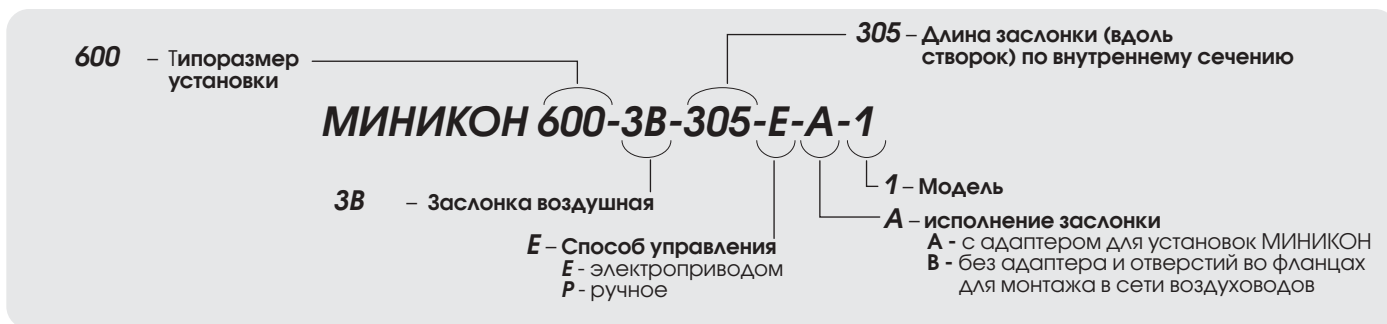 600 – Типоразмер
установки
305 – Длина заслонки (вдоль
створок) по внутреннему сечению
МИНИКОН 600-ЗВ-305-Е-А-1
ЗВ – Заслонка воздушная
1 – Модель
А – исполнение заслонки
А - с адаптером для установок МИНИКОН
В - без адаптера и отверстий во фланцах
для монтажа в сети воздуховодов
Е – Способ управления
Е - электроприводом
Р - ручное